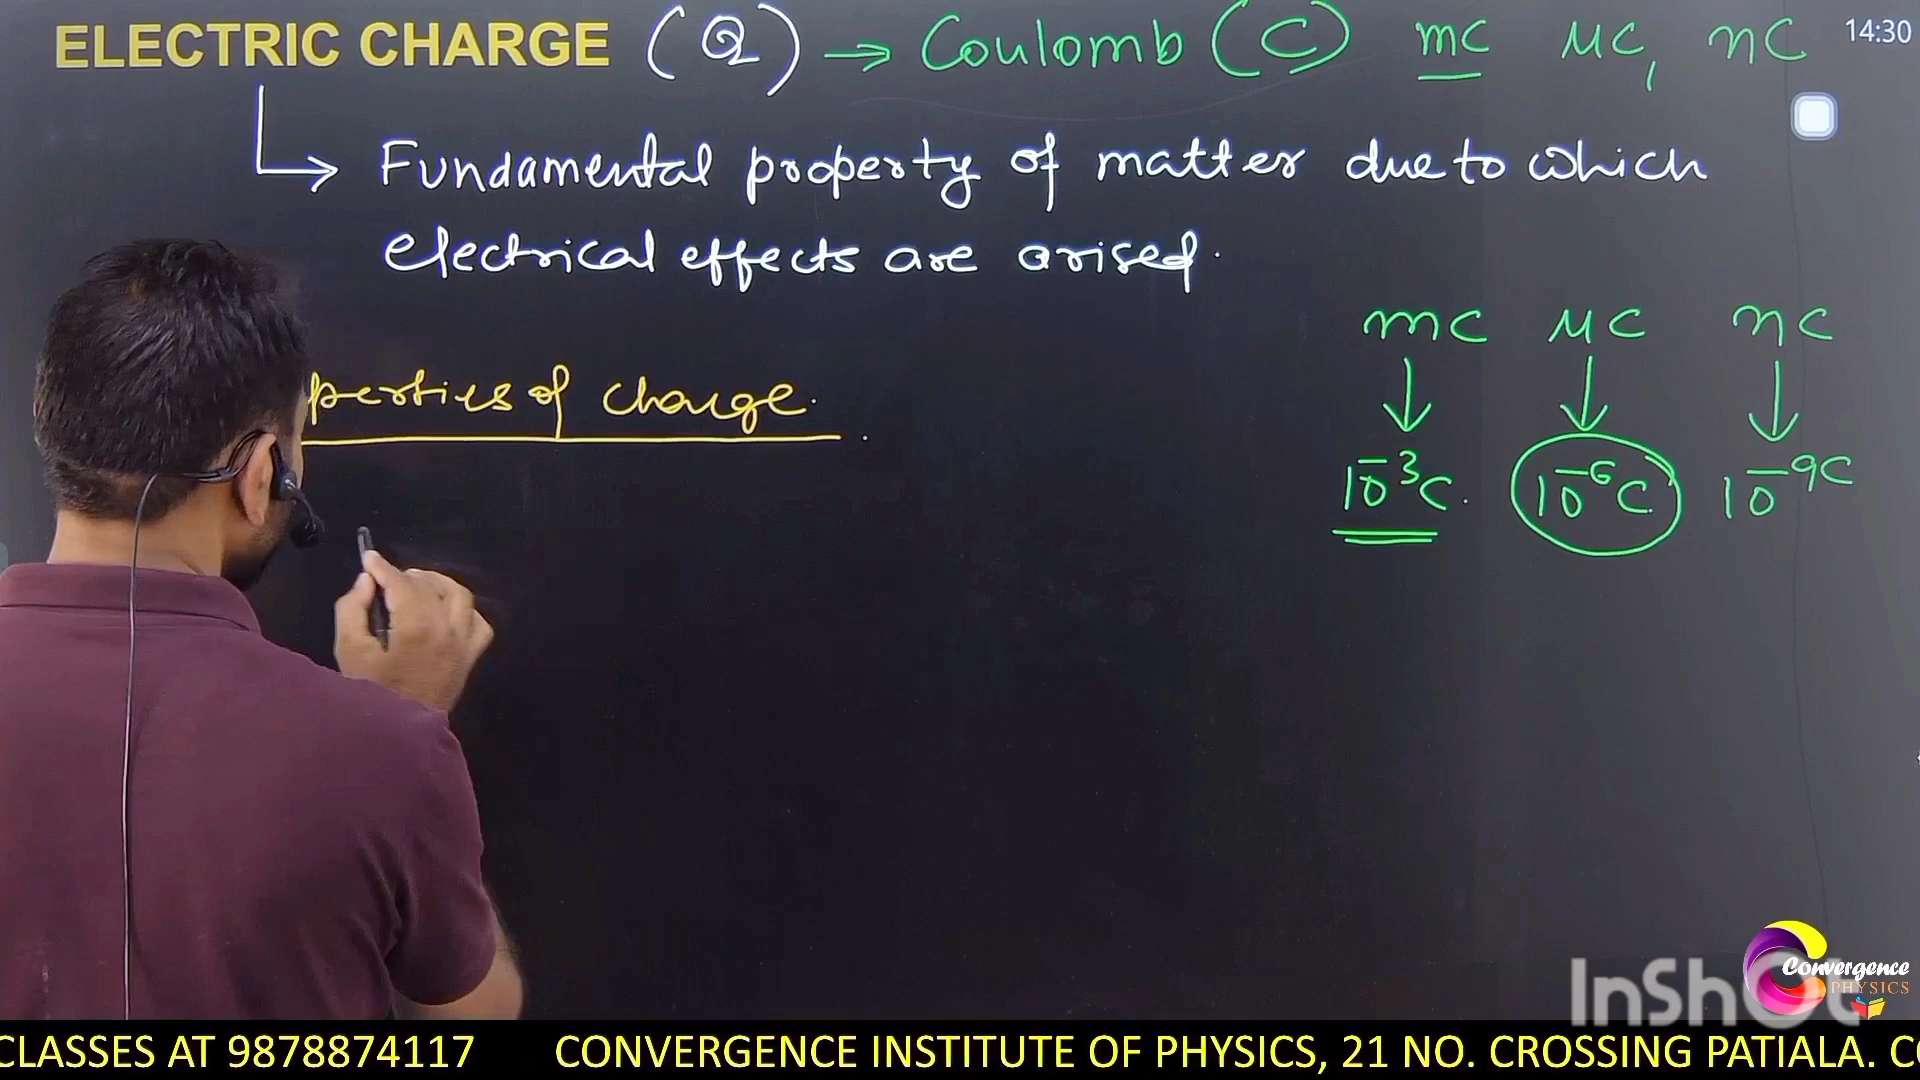 ELECTRIC CHARGE (Q) → Coulomb (C) mC μC, nC 14:30
Fundamental property of matter due to which
electrical effects are arised.
mC μC nC
perties of charge.
10⁻³C. 10⁻⁶C 10⁻⁹C
InShOt
Convergence
PHYSICS
CLASSES AT 9878874117 CONVERGENCE INSTITUTE OF PHYSICS, 21 NO. CROSSING PATIALA. CO